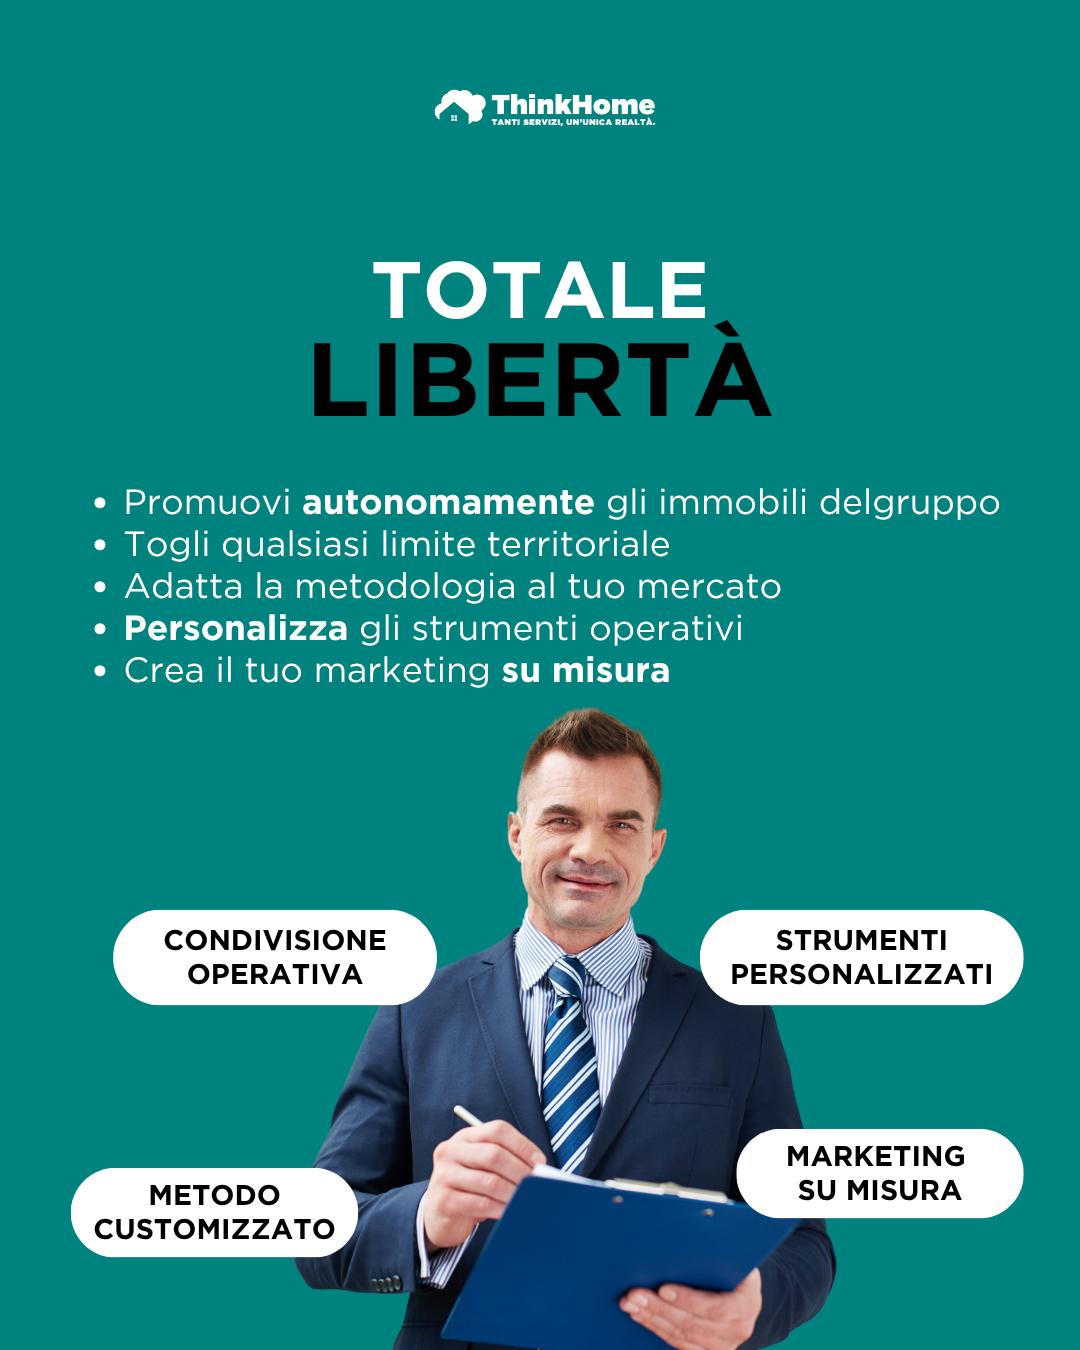 ThinkHome
TANTI SERVIZI, UN'UNICA REALTÀ.
TOTALE
LIBERTÀ
• Promuovi autonomamente gli immobili delgruppo
• Togli qualsiasi limite territoriale
• Adatta la metodologia al tuo mercato
• Personalizza gli strumenti operativi
• Crea il tuo marketing su misura
CONDIVISIONE
OPERATIVA
STRUMENTI
PERSONALIZZATI
METODO
CUSTOMIZZATO
MARKETING
SU MISURA